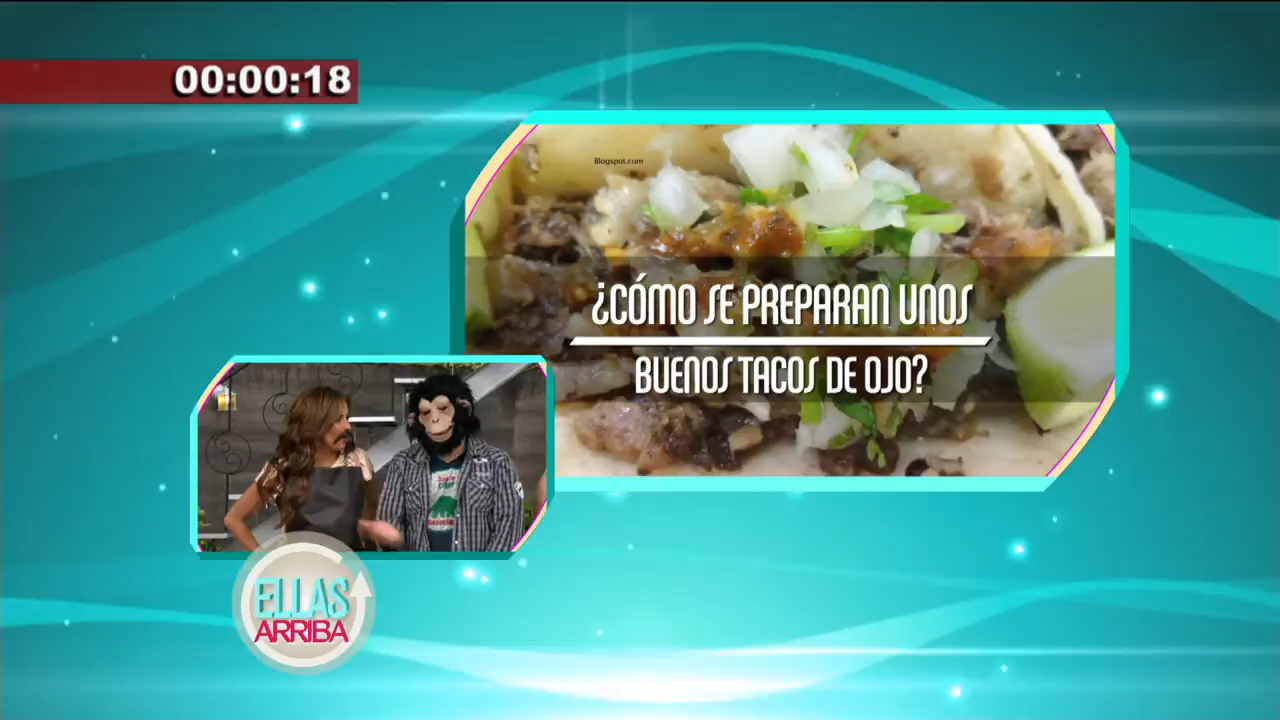 00:00:18
Blogspot.com
¿CÓMO SE PREPARAN UNOS
BUENOS TACOS DE OJO?
ELLAS
ARRIBA